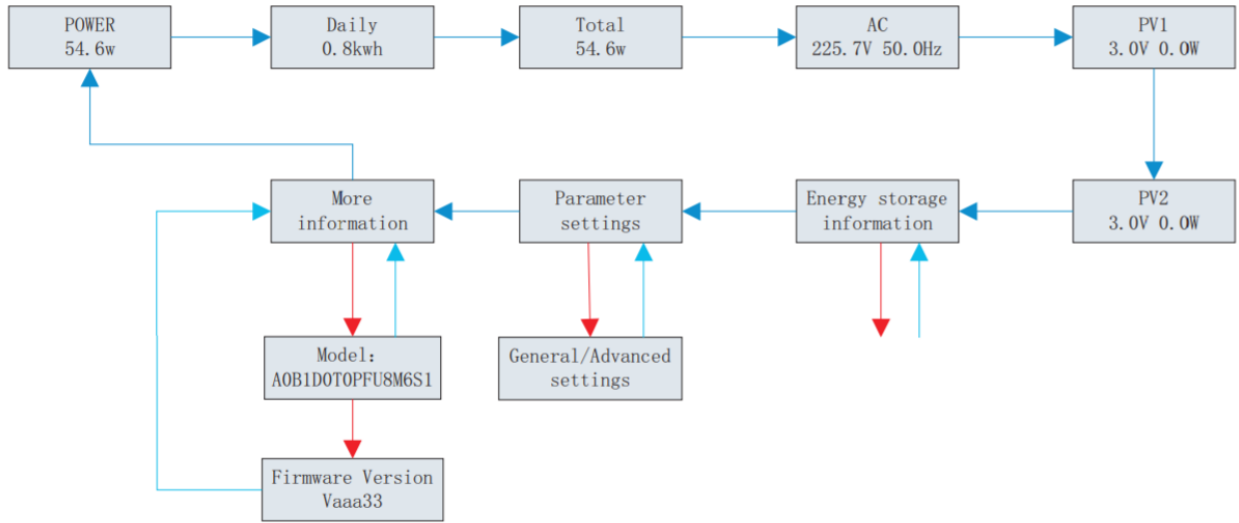 POWER
54.6w
Daily
0.8kwh
Total
54.6w
AC
225.7V 50.0Hz
PV1
3.0V 0.0W
More
information
Parameter
settings
Energy storage
information
PV2
3.0V 0.0W
Model:
A0B1D0T0PFU8M6S1
General/Advanced
settings
Firmware Version
Vaaa33